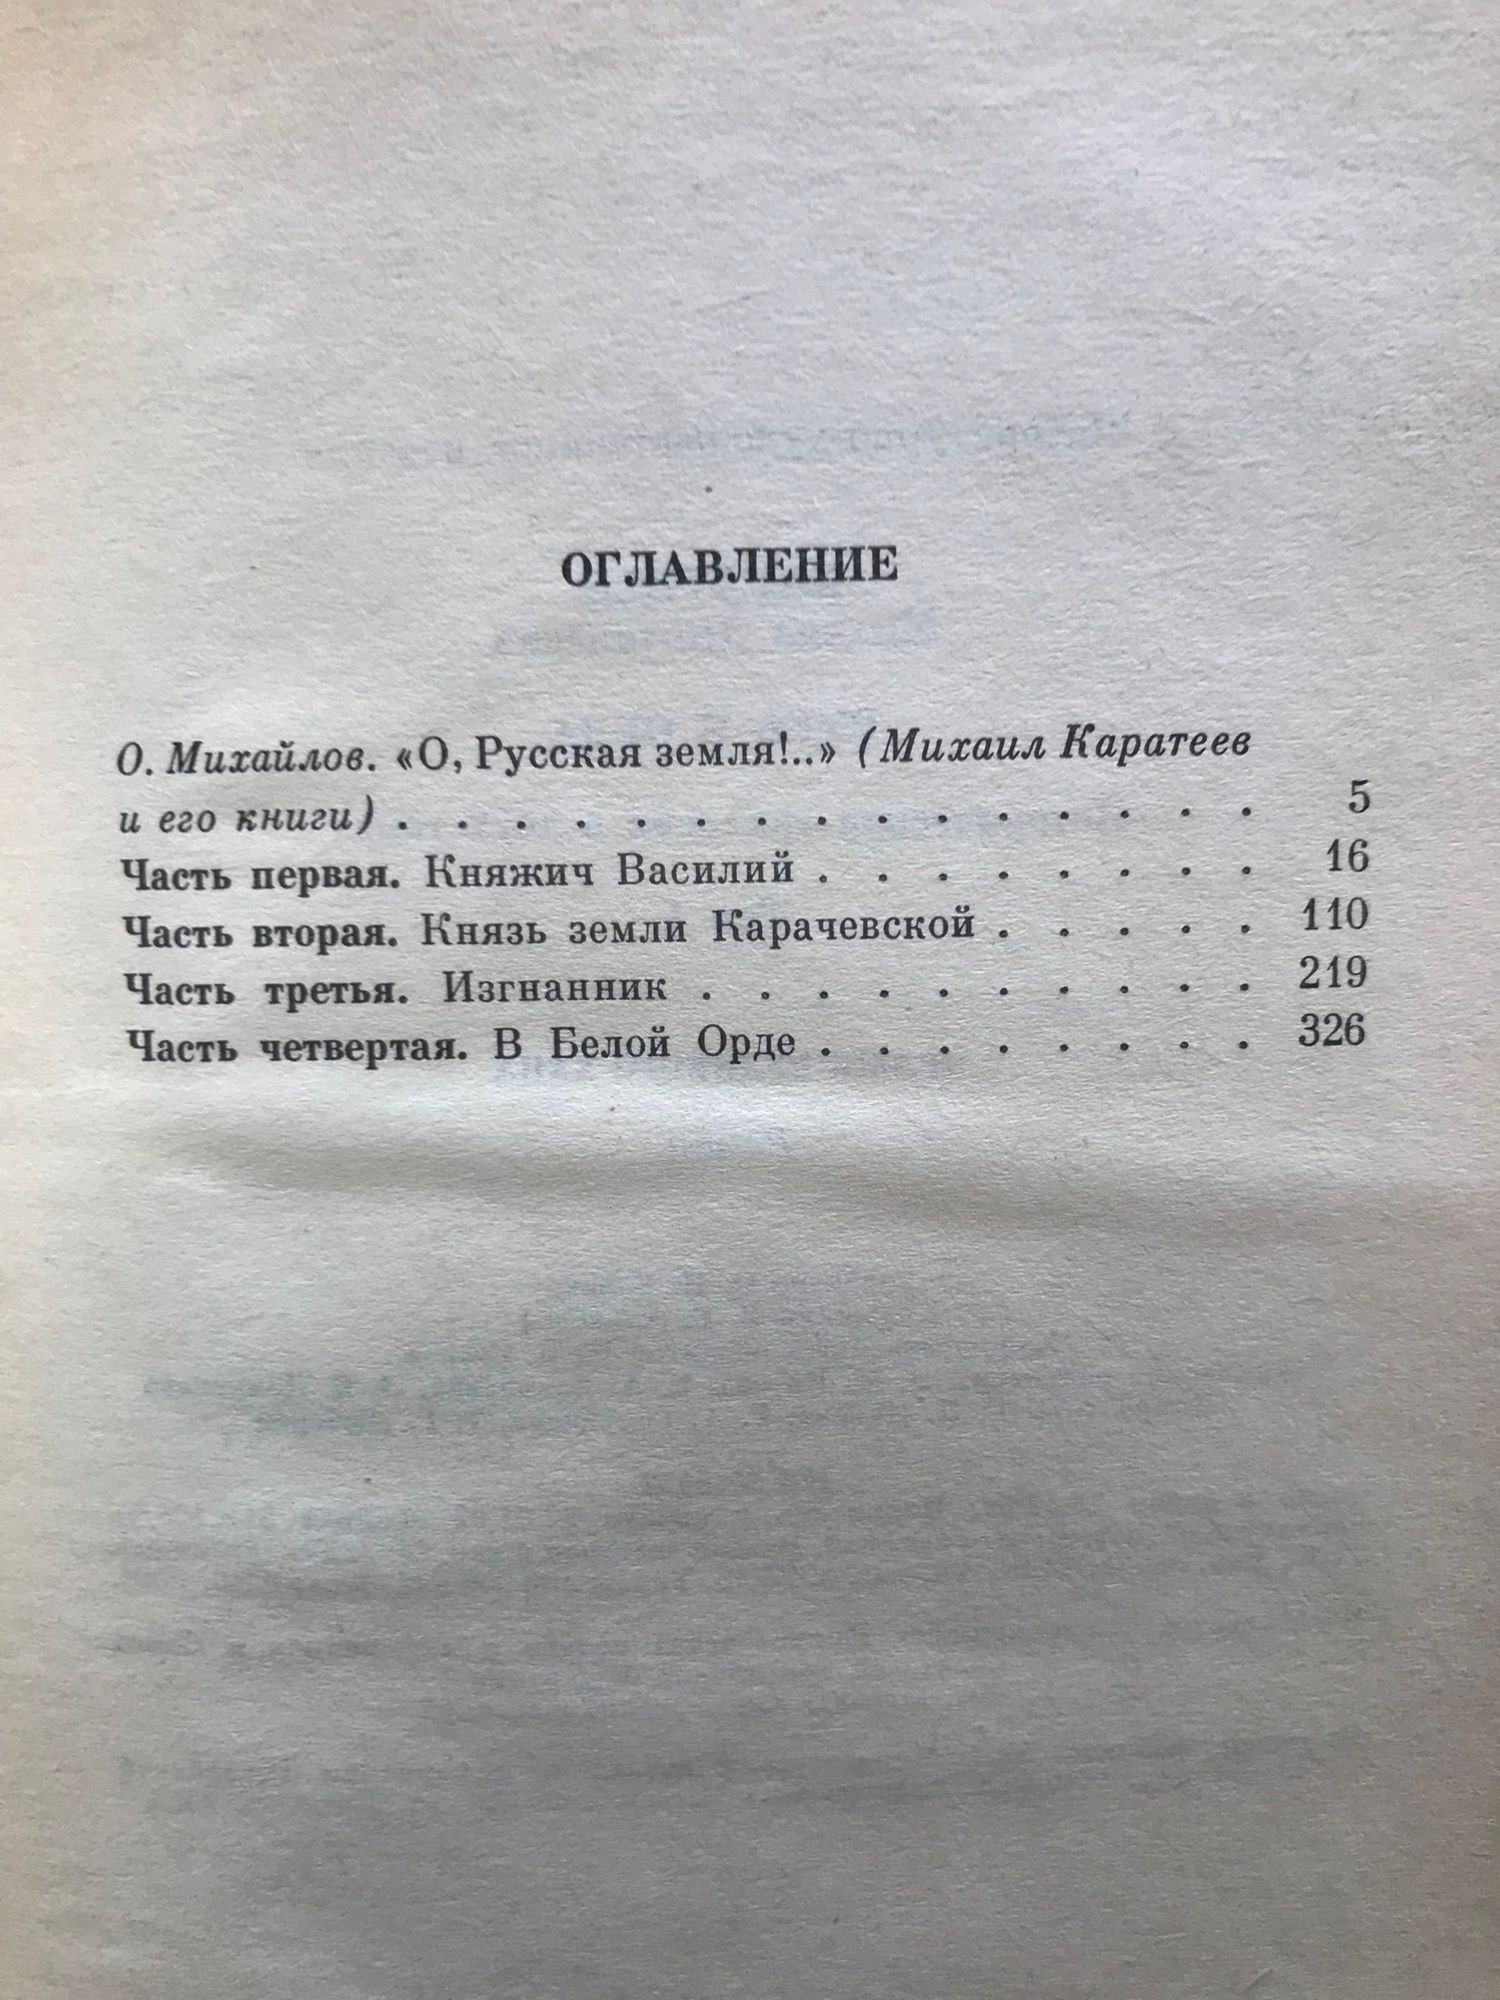 ОГЛАВЛЕНИЕ
О. Михайлов. «О, Русская земля!..» (Михаил Каратеев
и его книги) . . . . . . . . . . . . . . . 5
Часть первая. Княжич Василий . . . . . . . . 16
Часть вторая. Князь земли Карачевской . . . . . 110
Часть третья. Изгнанник . . . . . . . . . . 219
Часть четвертая. В Белой Орде . . . . . . . . 326